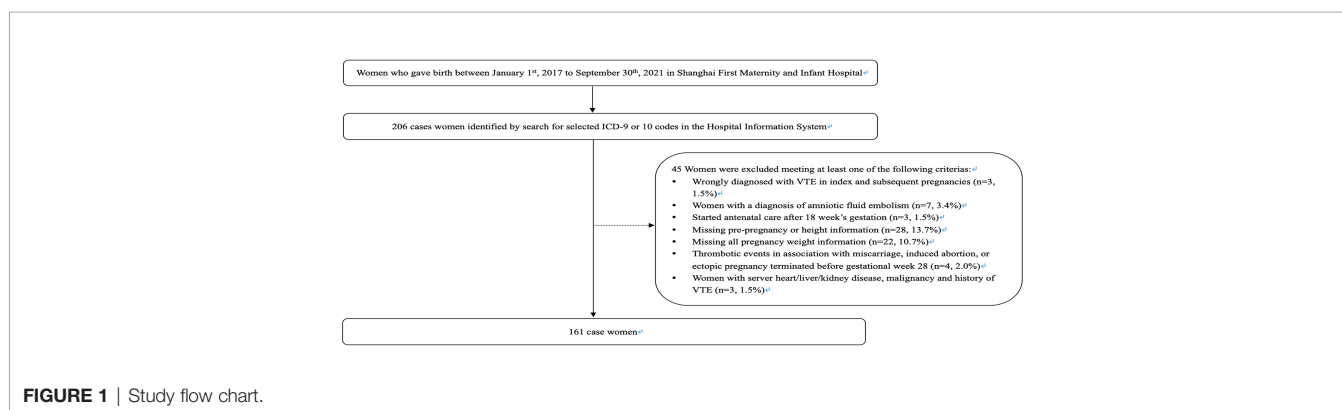 Women who gave birth between January 1st, 2017 to September 30th, 2021 in Shanghai First Maternity and Infant Hospital↵
206 cases women identified by search for selected ICD-9 or 10 codes in the Hospital Information System↵
45 Women were excluded meeting at least one of the following criterias:↵
• Wrongly diagnosed with VTE in index and subsequent pregnancies (n=3,
1.5%)↵
• Women with a diagnosis of amniotic fluid embolism (n=7, 3.4%)↵
• Started antenatal care after 18 week's gestation (n=3, 1.5%)↵
• Missing pre-pregnancy or height information (n=28, 13.7%)↵
• Missing all pregnancy weight information (n=22, 10.7%)↵
• Thrombotic events in association with miscarriage, induced abortion, or
ectopic pregnancy terminated before gestational week 28 (n=4, 2.0%)↵
• Women with server heart/liver/kidney disease, malignancy and history of
VTE (n=3, 1.5%)↵
161 case women↵
FIGURE 1 | Study flow chart.